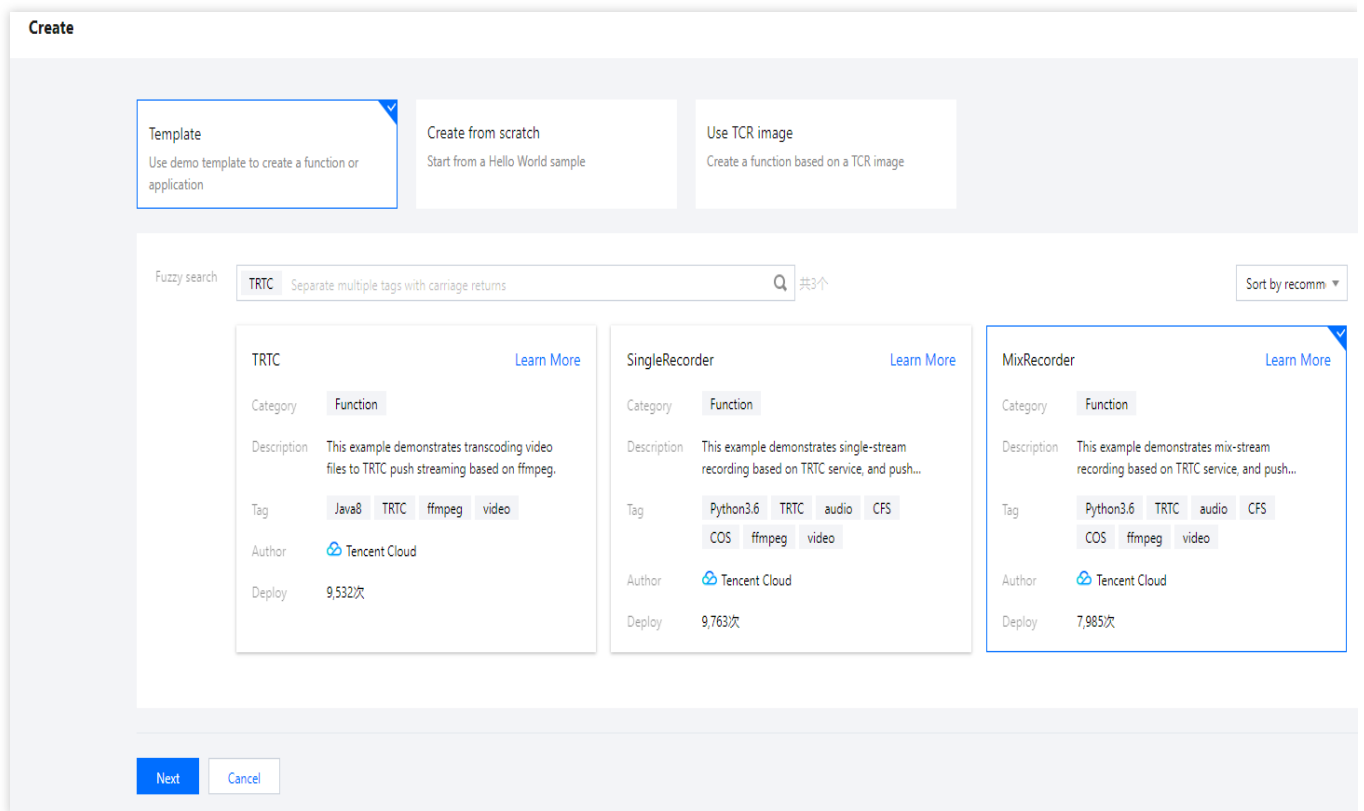 Create
Template
Use demo template to create a function or
application
Create from scratch
Start from a Hello World sample
Use TCR image
Create a function based on a TCR image
Fuzzy search
TRTC Separate multiple tags with carriage returns
共3个
Sort by recomm
TRTC Learn More
Category Function
Description This example demonstrates transcoding video
files to TRTC push streaming based on ffmpeg.
Tag Java8 TRTC ffmpeg video
Author Tencent Cloud
Deploy 9,532次
SingleRecorder Learn More
Category Function
Description This example demonstrates single-stream
recording based on TRTC service, and push...
Tag Python3.6 TRTC audio CFS
COS ffmpeg video
Author Tencent Cloud
Deploy 9,763次
MixRecorder Learn More
Category Function
Description This example demonstrates mix-stream
recording based on TRTC service, and push...
Tag Python3.6 TRTC audio CFS
COS ffmpeg video
Author Tencent Cloud
Deploy 7,985次
Next Cancel